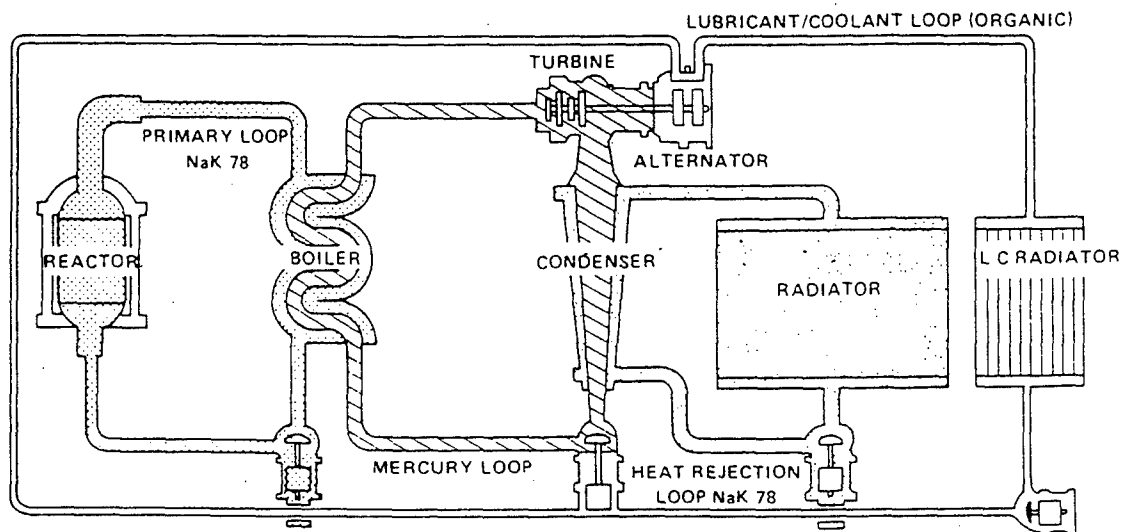 LUBRICANT/COOLANT LOOP (ORGANIC)
TURBINE
PRIMARY LOOP
NaK 78
ALTERNATOR
REACTOR
BOILER
CONDENSER
RADIATOR
L C RADIATOR
MERCURY LOOP
HEAT REJECTION
LOOP NaK 78